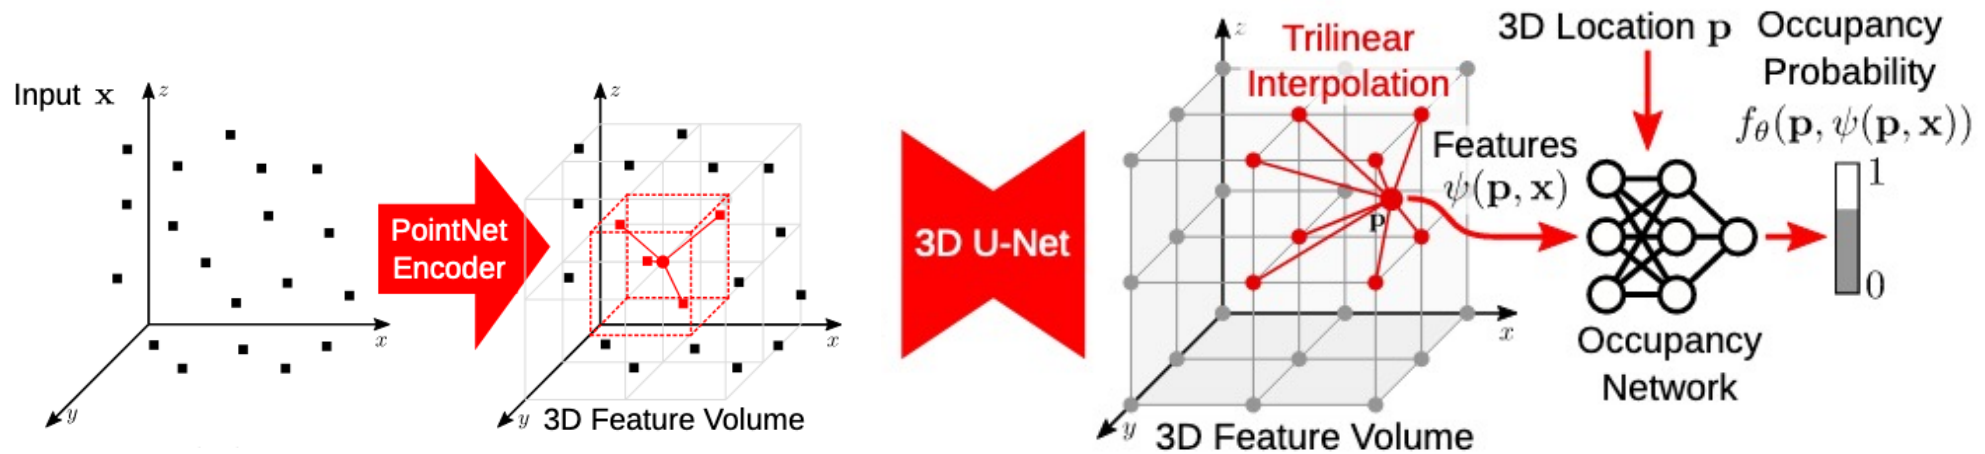 Input x
z
x
y
PointNet
Encoder
z
x
y
3D Feature Volume
3D U-Net
z
Trilinear
Interpolation
p
x
y
3D Feature Volume
Features
ψ(p, x)
3D Location p
Occupancy
Network
Occupancy
Probability
f_θ(p, ψ(p, x))
1
0